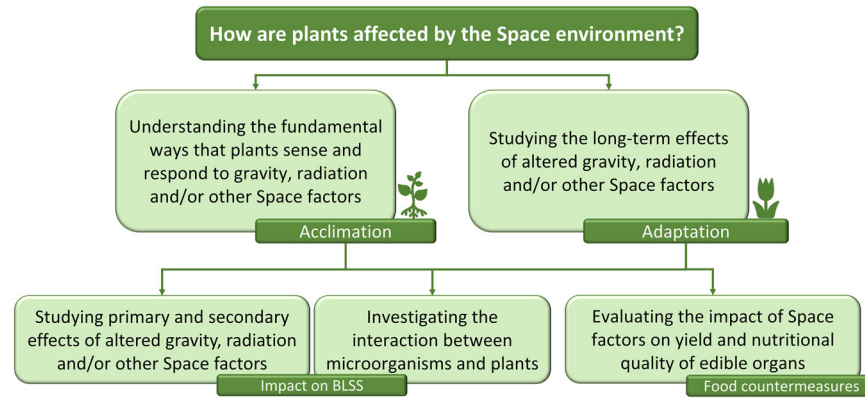 How are plants affected by the Space environment?
Understanding the fundamental
ways that plants sense and
respond to gravity, radiation
and/or other Space factors
Acclimation
Studying the long-term effects
of altered gravity, radiation
and/or other Space factors
Adaptation
Studying primary and secondary
effects of altered gravity, radiation
and/or other Space factors
Investigating the
interaction between
microorganisms and plants
Impact on BLSS
Evaluating the impact of Space
factors on yield and nutritional
quality of edible organs
Food countermeasures